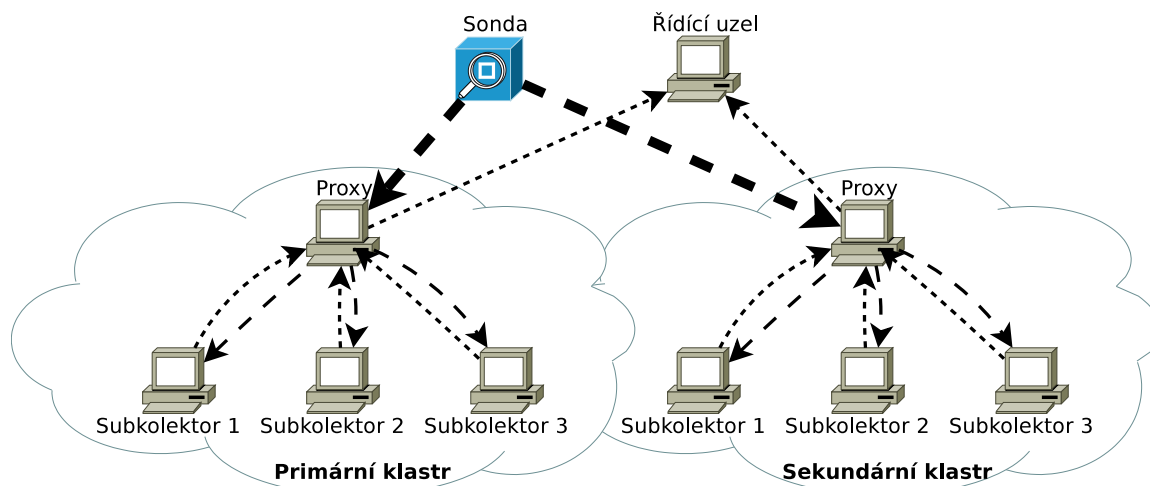 Sonda
Řídící uzel
Proxy
Proxy
Subkolektor 1
Subkolektor 2
Subkolektor 3
Subkolektor 1
Subkolektor 2
Subkolektor 3
Primární klastr
Sekundární klastr